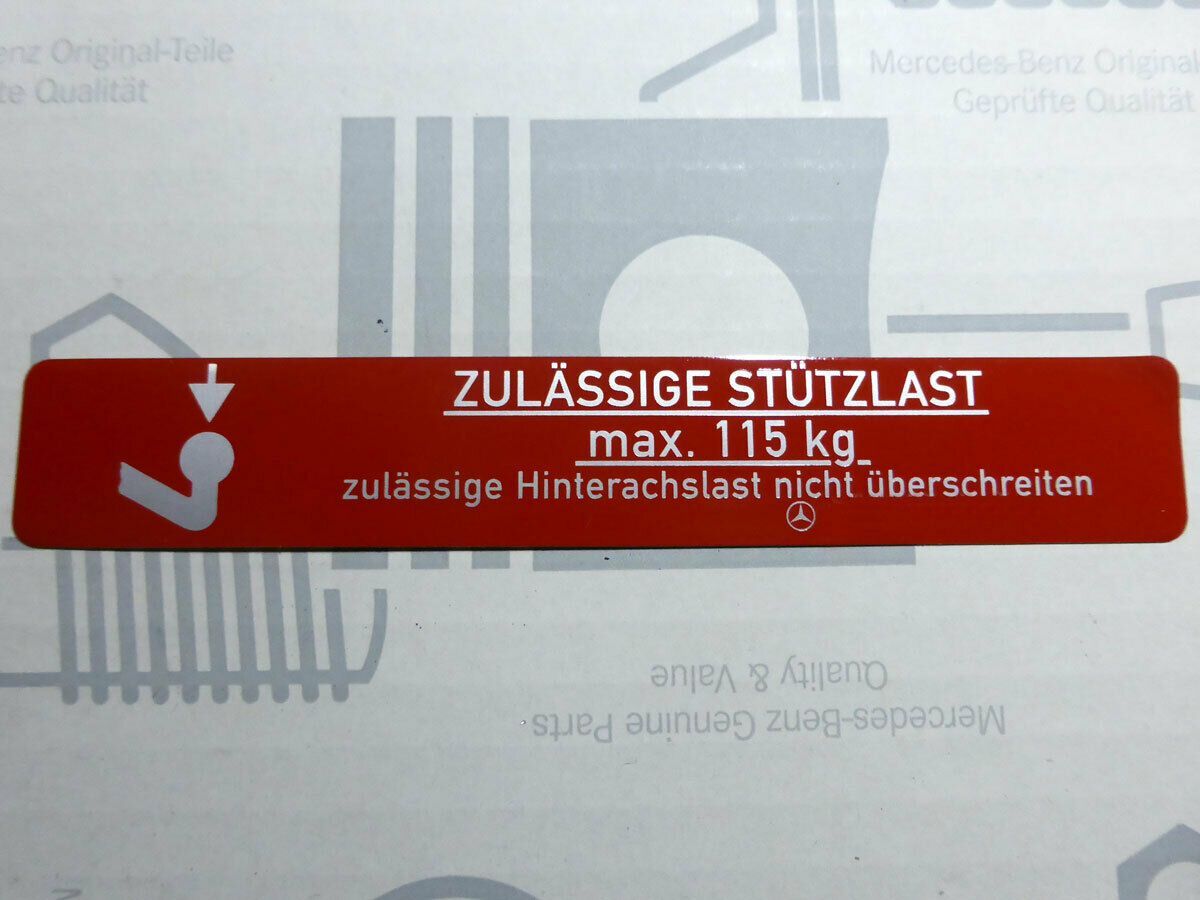 enz Original-Teile
te Qualität
Mercedes-Benz Original-
Geprüfte Qualität
ZULÄSSIGE STÜTZLAST
max. 115 kg
zulässige Hinterachslast nicht überschreiten
Mercedes-Benz Genuine Parts
Quality & Value